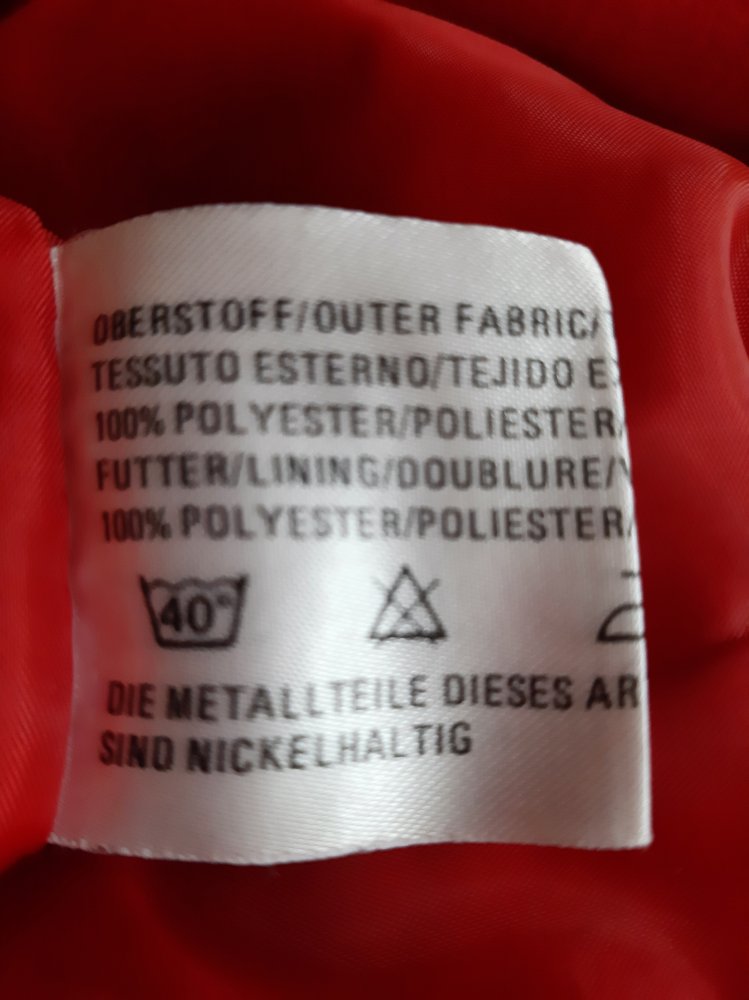 OBERSTOFF/OUTER FABRIC/
TESSUTO ESTERNO/TEJIDO
100% POLYESTER/POLIESTER/
FUTTER/LINING/DOUBLURE/
100% POLYESTER/POLIESTER/
40°
DIE METALLTEILE DIESES AR
SIND NICKELHALTIG